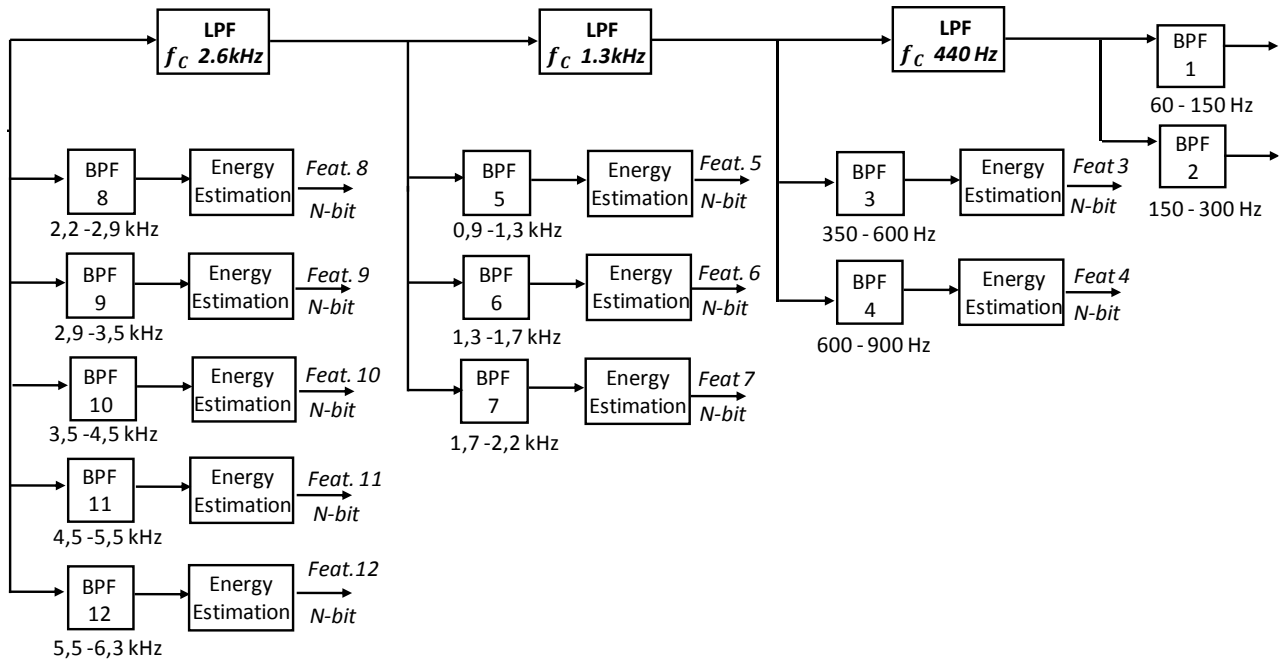 LPF
f_C 2.6kHz
LPF
f_C 1.3kHz
LPF
f_C 440 Hz
BPF
1
60 - 150 Hz
BPF
2
150 - 300 Hz
BPF
8
2,2 -2,9 kHz
Energy
Estimation
Feat. 8
N-bit
BPF
9
2,9 -3,5 kHz
Energy
Estimation
Feat. 9
N-bit
BPF
10
3,5 -4,5 kHz
Energy
Estimation
Feat. 10
N-bit
BPF
11
4,5 -5,5 kHz
Energy
Estimation
Feat. 11
N-bit
BPF
12
5,5 -6,3 kHz
Energy
Estimation
Feat.12
N-bit
BPF
5
0,9 -1,3 kHz
Energy
Estimation
Feat. 5
N-bit
BPF
6
1,3 -1,7 kHz
Energy
Estimation
Feat. 6
N-bit
BPF
7
1,7 -2,2 kHz
Energy
Estimation
Feat 7
N-bit
BPF
3
350 - 600 Hz
Energy
Estimation
Feat 3
N-bit
BPF
4
600 - 900 Hz
Energy
Estimation
Feat 4
N-bit